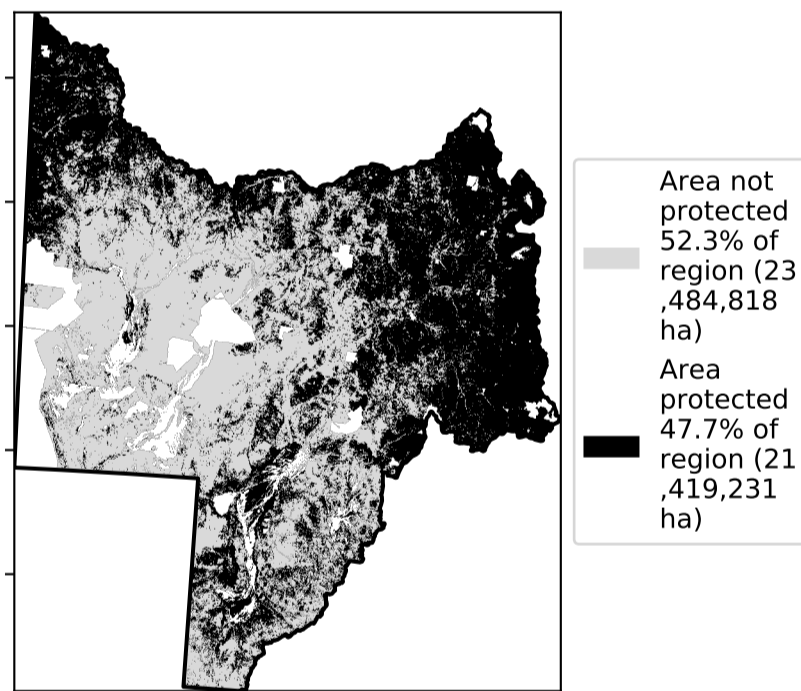 Area not
protected
52.3% of
region (23
,484,818
ha)
Area
protected
47.7% of
region (21
,419,231
ha)